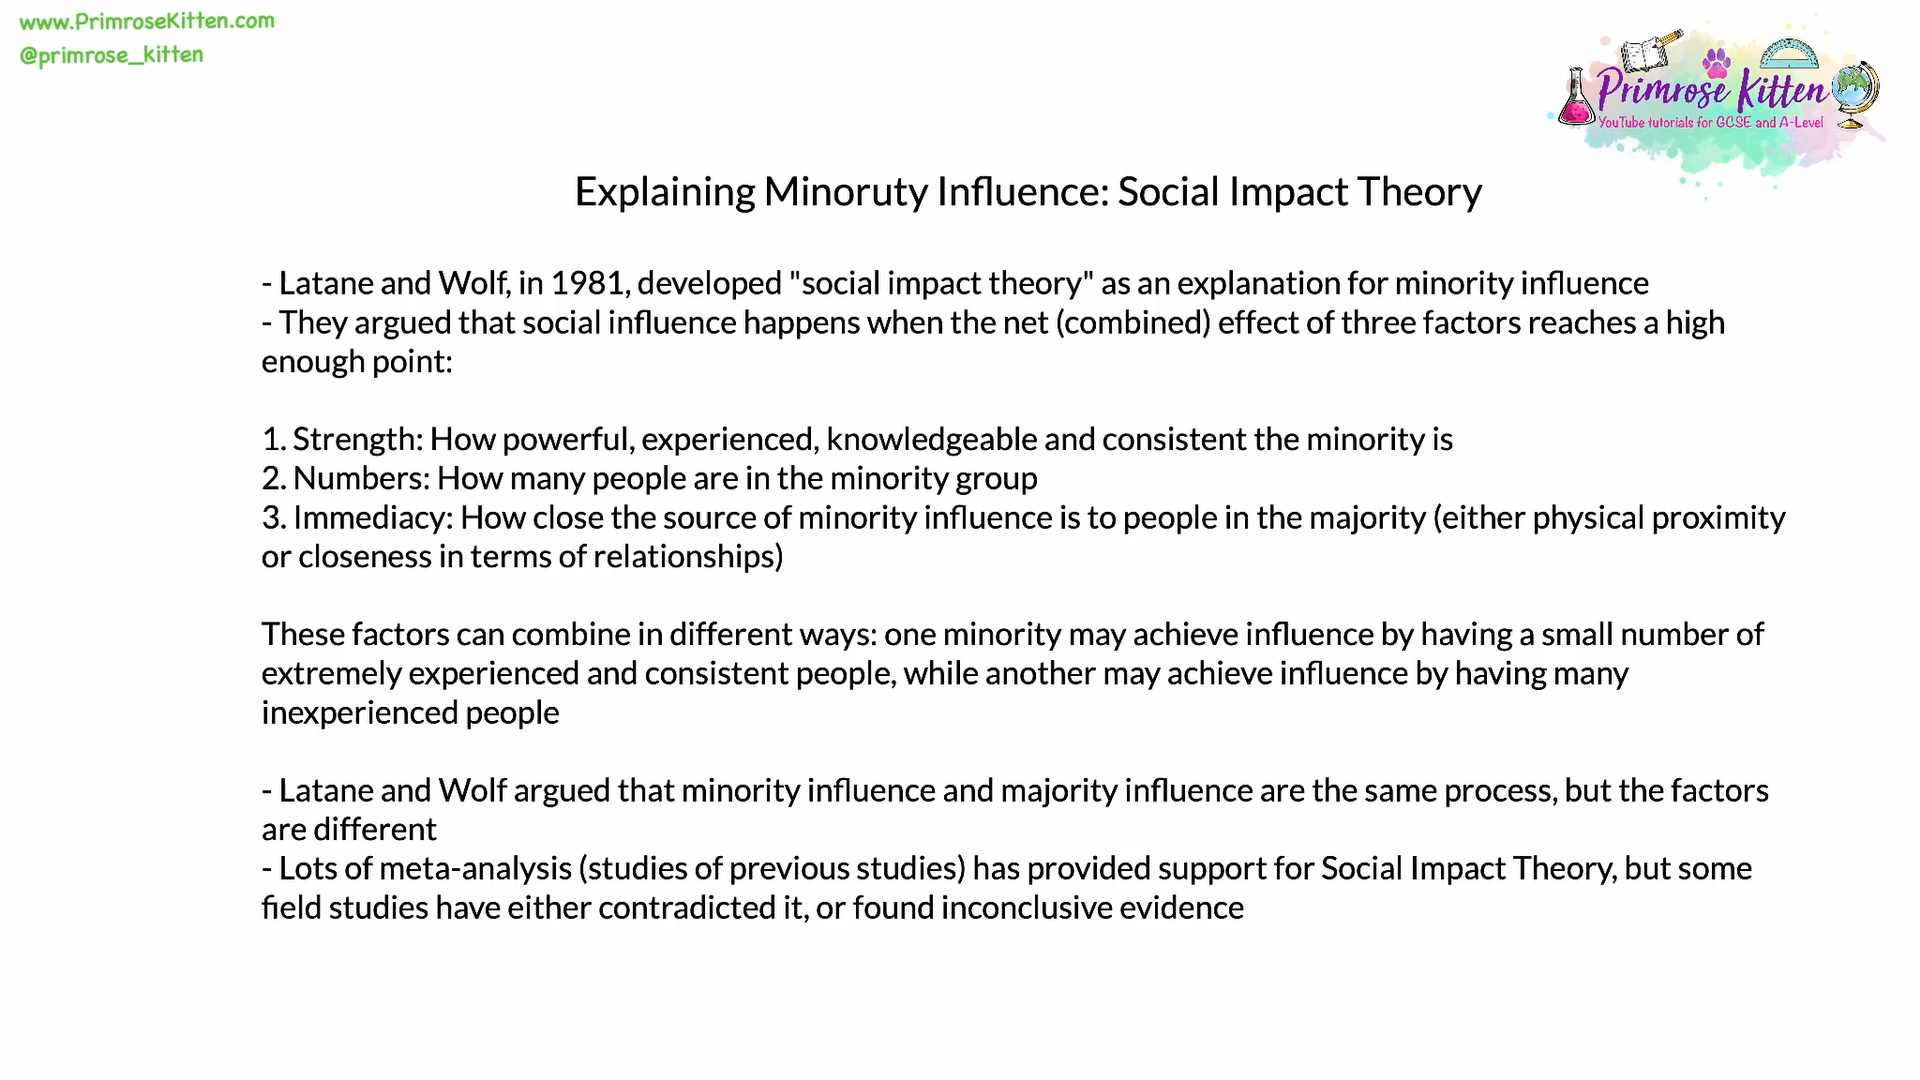 www.PrimroseKitten.com
@primrose_kitten
Primrose Kitten
YouTube tutorials for GCSE and A-Level
Explaining Minoruty Influence: Social Impact Theory
- Latane and Wolf, in 1981, developed "social impact theory" as an explanation for minority influence
- They argued that social influence happens when the net (combined) effect of three factors reaches a high
enough point:
1. Strength: How powerful, experienced, knowledgeable and consistent the minority is
2. Numbers: How many people are in the minority group
3. Immediacy: How close the source of minority influence is to people in the majority (either physical proximity
or closeness in terms of relationships)
These factors can combine in different ways: one minority may achieve influence by having a small number of
extremely experienced and consistent people, while another may achieve influence by having many
inexperienced people
- Latane and Wolf argued that minority influence and majority influence are the same process, but the factors
are different
- Lots of meta-analysis (studies of previous studies) has provided support for Social Impact Theory, but some
field studies have either contradicted it, or found inconclusive evidence